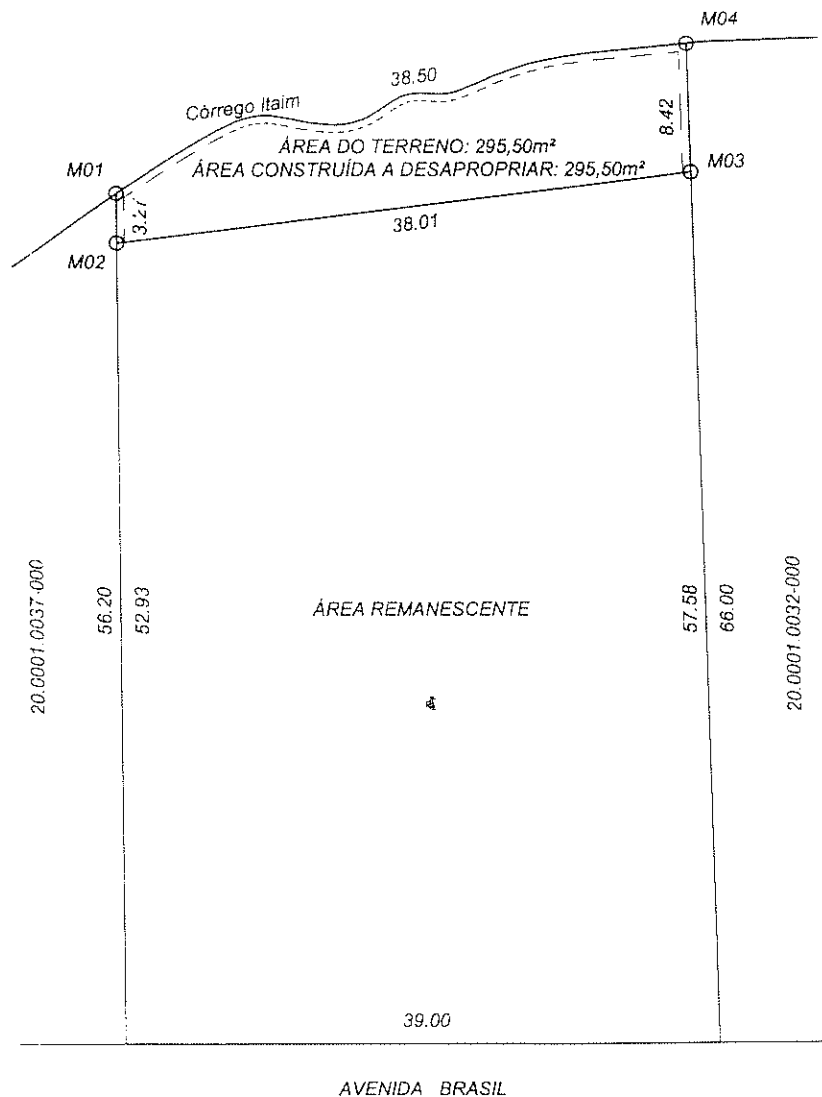 M04
38.50
Córrego Itaim
8.42
ÁREA DO TERRENO: 295,50m²
M01
ÁREA CONSTRUÍDA A DESAPROPRIAR: 295,50m²
M03
3.27
38.01
M02
20.0001.0037-000
56.20
52.93
ÁREA REMANESCENTE
57.58
66.00
20.0001.0032-000
39.00
AVENIDA BRASIL